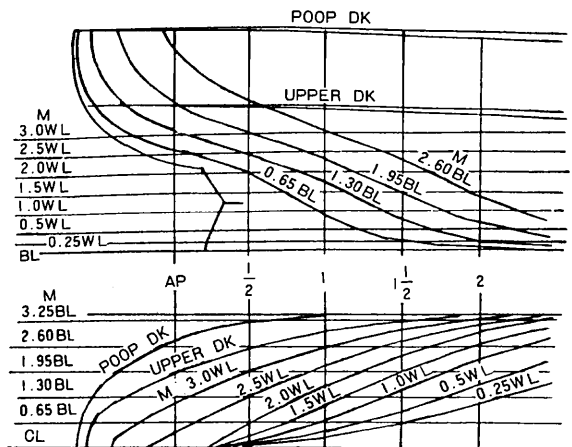 POOP DK
UPPER DK
M
3.0WL
2.5WL
2.0WL
1.5WL
1.0WL
0.5WL
0.25WL
BL
0.65BL
1.30BL
1.95BL
M
2.60BL
AP
1/2
1
1 1/2
2
M
3.25BL
2.60BL
1.95BL
1.30BL
0.65BL
CL
POOP DK
UPPER DK
M 3.0WL
2.5WL
2.0WL
1.5WL
1.0WL
0.5WL
0.25WL